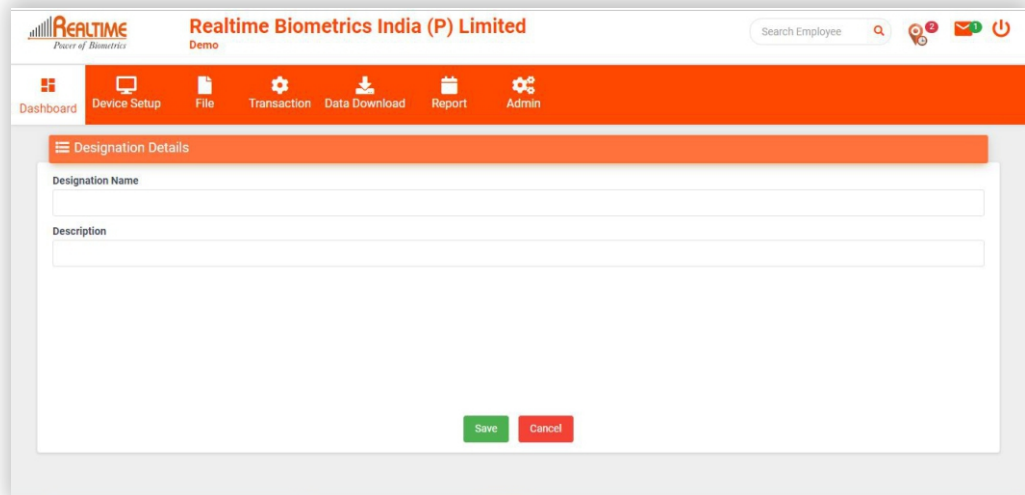 REALTIME
Power of Biometrics
Realtime Biometrics India (P) Limited
Demo
Search Employee
2
1
Dashboard
Device Setup
File
Transaction
Data Download
Report
Admin
Designation Details
Designation Name
Description
Save
Cancel